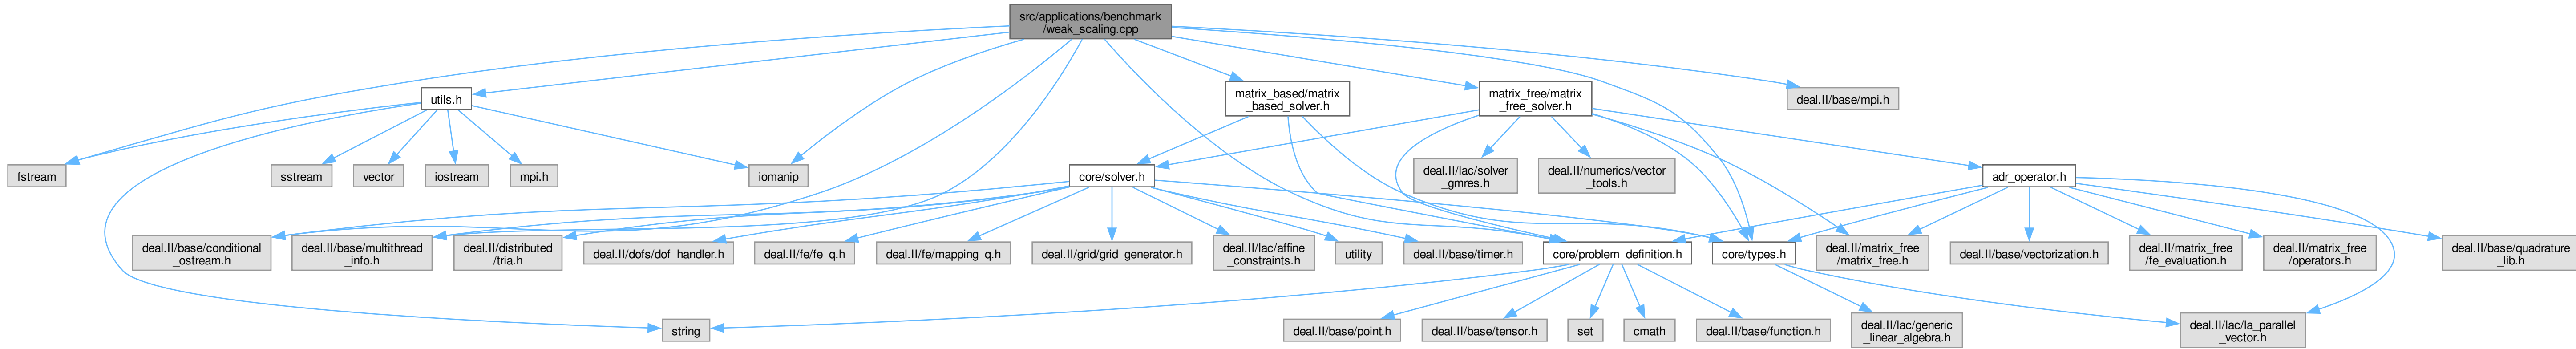 src/applications/benchmark
/weak_scaling.cpp
utils.h
matrix_based/matrix
_based_solver.h
matrix_free/matrix
_free_solver.h
deal.II/base/mpi.h
fstream
sstream
vector
iostream
mpi.h
iomanip
core/solver.h
deal.II/lac/solver
_gmres.h
deal.II/numerics/vector
_tools.h
adr_operator.h
deal.II/base/conditional
_ostream.h
deal.II/base/multithread
_info.h
deal.II/distributed
/tria.h
deal.II/dofs/dof_handler.h
deal.II/fe/fe_q.h
deal.II/fe/mapping_q.h
deal.II/grid/grid_generator.h
deal.II/lac/affine
_constraints.h
utility
deal.II/base/timer.h
core/problem_definition.h
core/types.h
deal.II/matrix_free
/matrix_free.h
deal.II/base/vectorization.h
deal.II/matrix_free
/fe_evaluation.h
deal.II/matrix_free
/operators.h
deal.II/base/quadrature
_lib.h
string
deal.II/base/point.h
deal.II/base/tensor.h
set
cmath
deal.II/base/function.h
deal.II/lac/generic
_linear_algebra.h
deal.II/lac/la_parallel
_vector.h